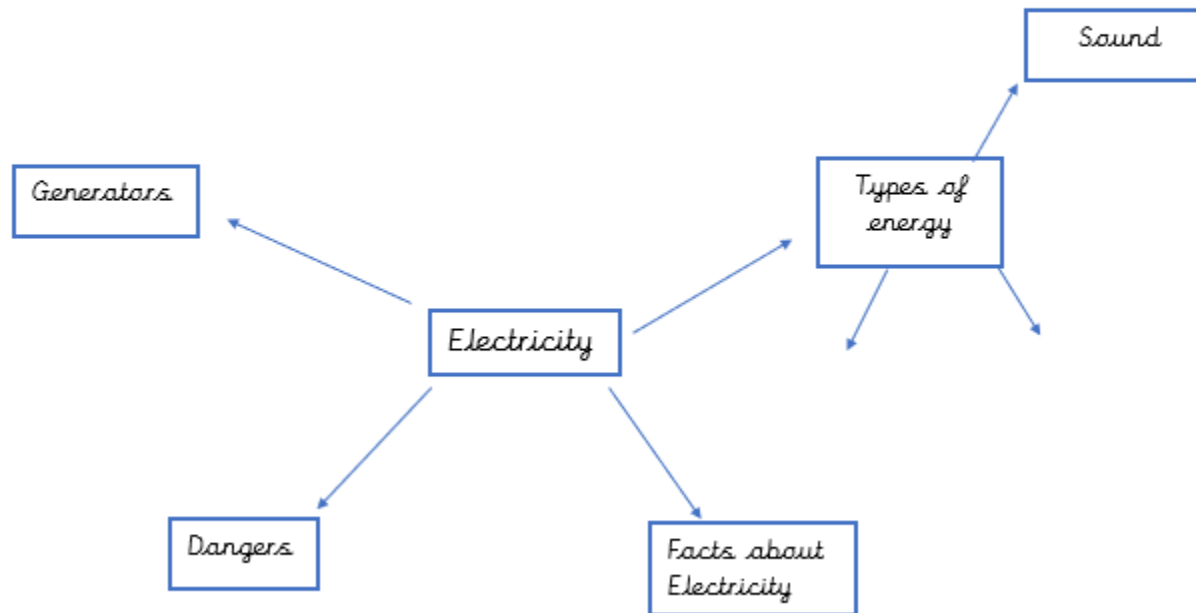 Sound
Generators
Types of
energy
Electricity
Dangers
Facts about
Electricity